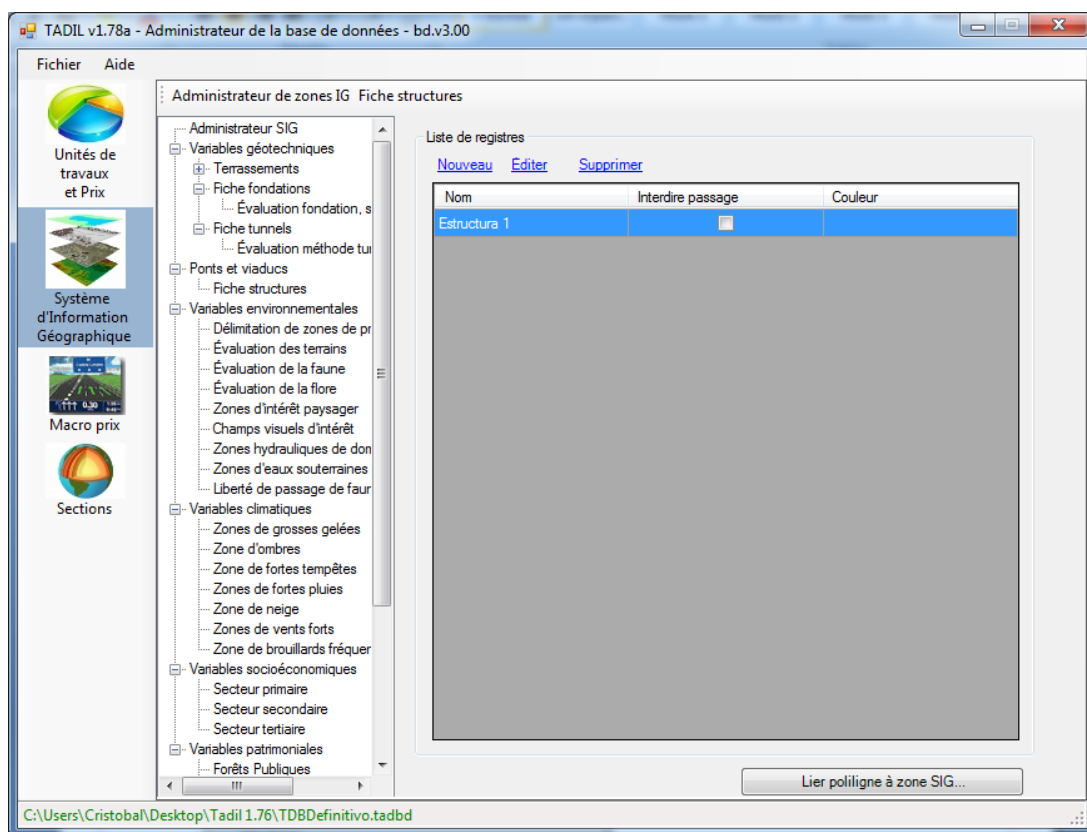 TADIL v1.78a - Administrateur de la base de données - bd.v3.00
Fichier Aide
Unités de
travaux
et Prix
Système
d'Information
Géographique
Macro prix
Sections
Administrateur de zones IG Fiche structures
Administrateur SIG
Variables géotechniques
Terrassements
Fiche fondations
Évaluation fondation, s
Fiche tunnels
Évaluation méthode tur
Ponts et viaducs
Fiche structures
Variables environnementales
Délimitation de zones de pr
Évaluation des terrains
Évaluation de la faune
Évaluation de la flore
Zones d'intérêt paysager
Champs visuels d'intérêt
Zones hydrauliques de don
Zones d'eaux souterraines
Liberté de passage de faur
Variables climatiques
Zones de grosses gelées
Zone d'ombres
Zone de fortes tempêtes
Zones de fortes pluies
Zone de neige
Zones de vents forts
Zone de brouillards fréquer
Variables socioéconomiques
Secteur primaire
Secteur secondaire
Secteur tertiaire
Variables patrimoniales
Forêts Publiques
Liste de registres
Nouveau Éditer Supprimer
Nom Interdire passage Couleur
Estructura 1
Lier poliligne à zone SIG...
C:\Users\Cristobal\Desktop\Tadil 1.76\TDBDefinitivo.tadbd